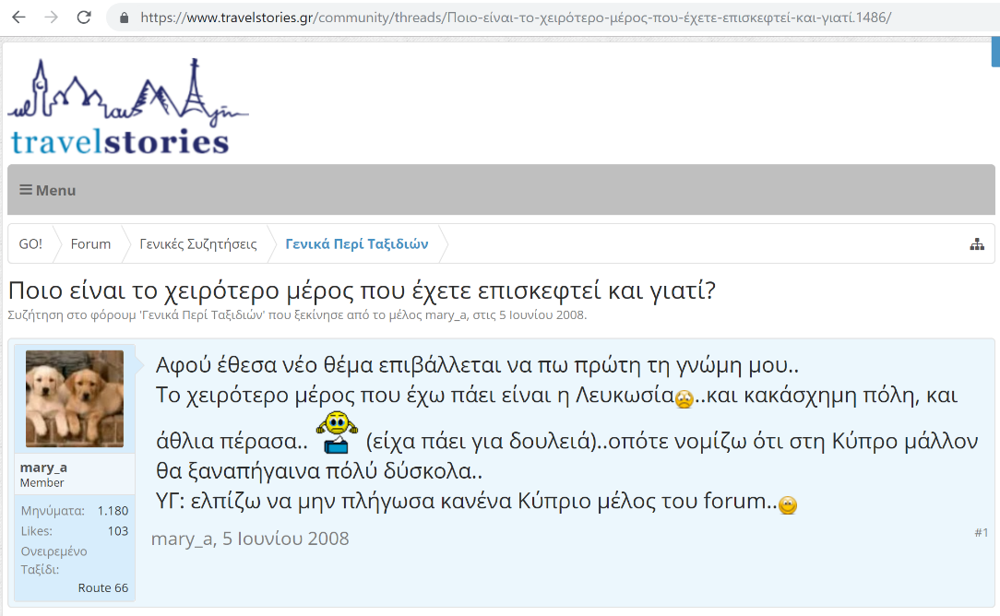 https://www.travelstories.gr/community/threads/Ποιο-είναι-το-χειρότερο-μέρος-που-έχετε-επισκεφτεί-και-γιατί.1486/
travelstories
Menu
GO! Forum Γενικές Συζητήσεις Γενικά Περί Ταξιδιών
Ποιο είναι το χειρότερο μέρος που έχετε επισκεφτεί και γιατί?
Συζήτηση στο φόρουμ 'Γενικά Περί Ταξιδιών' που ξεκίνησε από το μέλος mary_a, στις 5 Ιουνίου 2008.
mary_a
Member
Μηνύματα: 1.180
Likes: 103
Ονειρεμένο
Ταξίδι:
Route 66
Αφού έθεσα νέο θέμα επιβάλλεται να πω πρώτη τη γνώμη μου..
Το χειρότερο μέρος που έχω πάει είναι η Λευκωσία..και κακάσχημη πόλη, και
άθλια πέρασα.. (είχα πάει για δουλειά)..οπότε νομίζω ότι στη Κύπρο μάλλον
θα ξαναπήγαινα πόλύ δύσκολα..
ΥΓ: ελπίζω να μην πλήγωσα κανένα Κύπριο μέλος του forum..
mary_a, 5 Ιουνίου 2008
#1